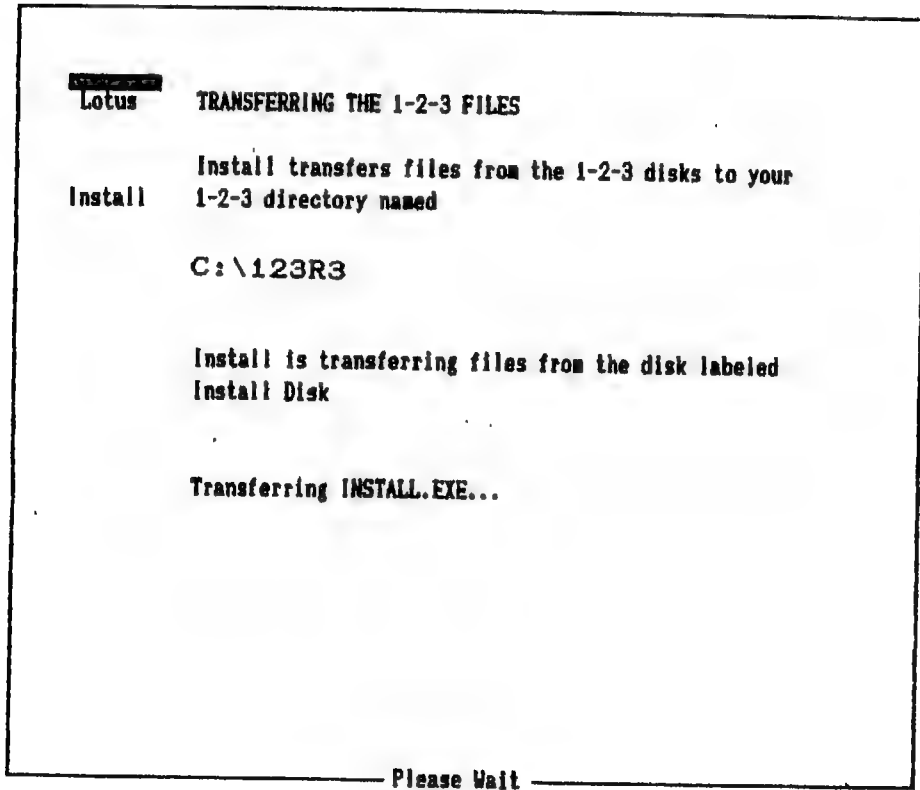 Lotus
TRANSFERRING THE 1-2-3 FILES
Install transfers files from the 1-2-3 disks to your
Install
1-2-3 directory named
C:\123R3
Install is transferring files from the disk labeled
Install Disk
Transferring INSTALL.EXE...
Please Wait